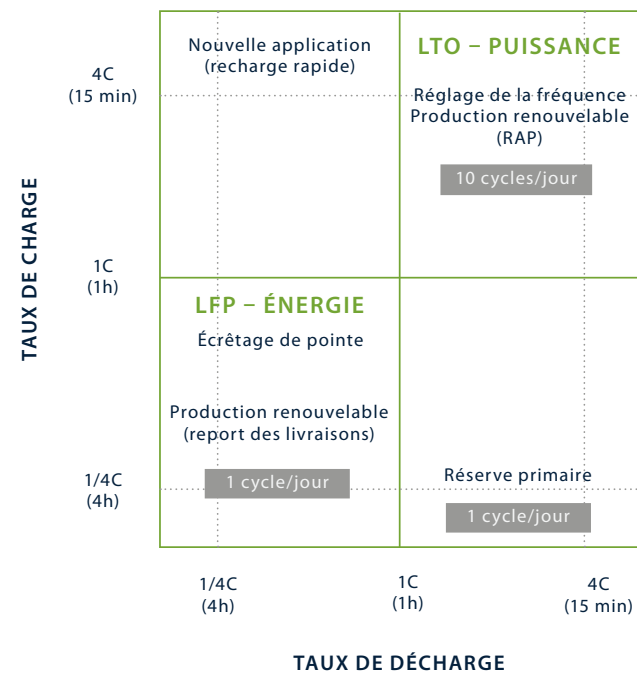 Nouvelle application
(recharge rapide)
LTO – PUISSANCE
4C
(15 min)
Réglage de la fréquence
Production renouvelable
(RAP)
10 cycles/jour
TAUX DE CHARGE
1C
(1h)
LFP – ÉNERGIE
Écrêtage de pointe
Production renouvelable
(report des livraisons)
1/4C
(4h)
1 cycle/jour
Réserve primaire
1 cycle/jour
1/4C
(4h)
1C
(1h)
4C
(15 min)
TAUX DE DÉCHARGE